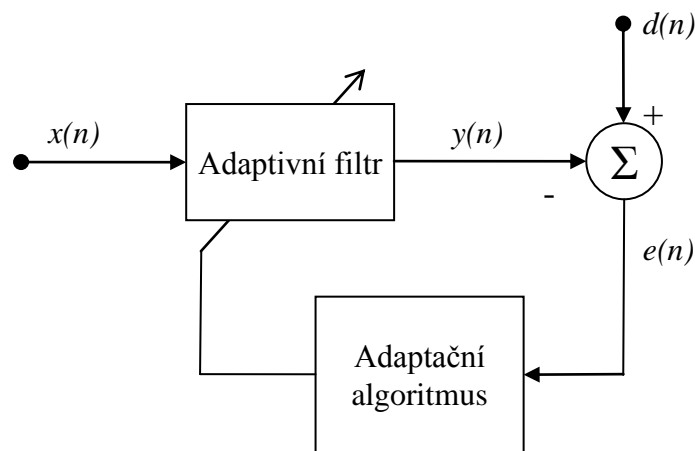 d(n)
+
x(n)
Adaptivní filtr
y(n)
Σ
-
e(n)
Adaptační
algoritmus